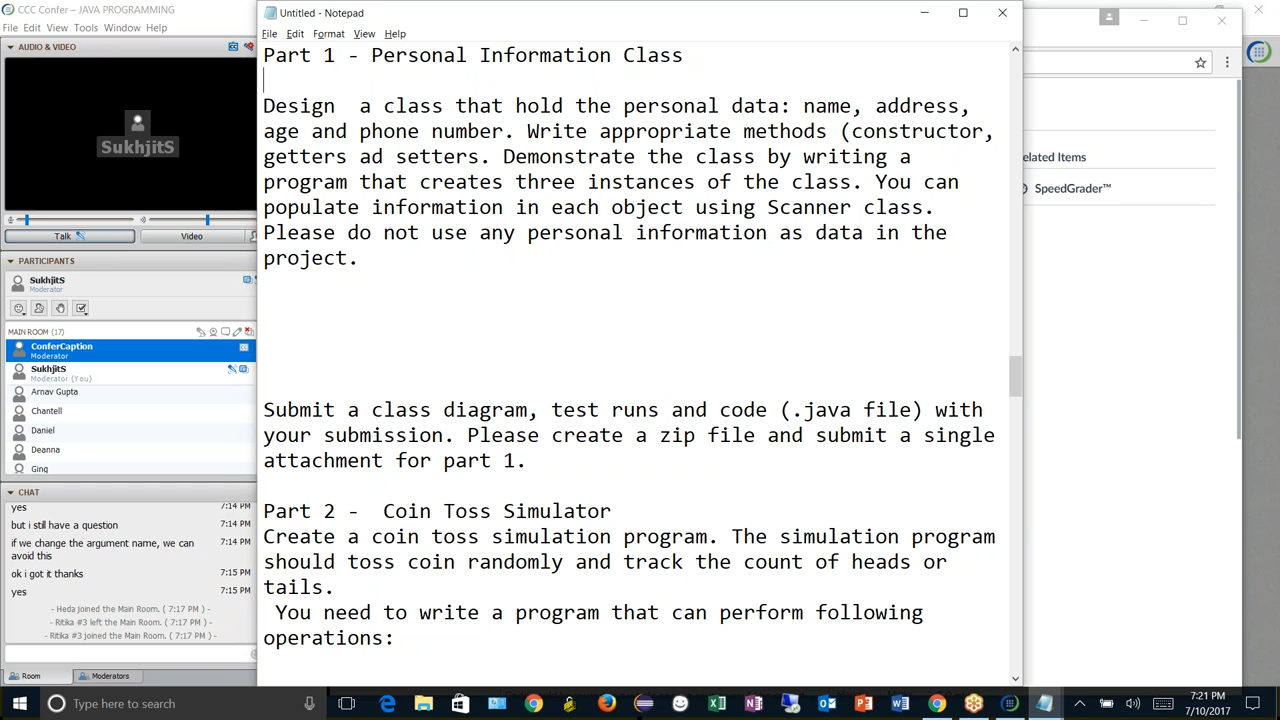 CCC Confer - JAVA PROGRAMMING
File Edit View Tools Window Help
AUDIO & VIDEO
SukhjitS
Talk
Video
PARTICIPANTS
SukhjitS
Moderator
MAIN ROOM (17)
ConferCaption
Moderator
SukhjitS
Moderator (You)
Arnav Gupta
Chantell
Daniel
Deanna
Ging
CHAT
yes 7:14 PM
but i still have a question 7:14 PM
if we change the argument name, we can 7:14 PM
avoid this
ok i got it thanks 7:15 PM
yes 7:15 PM
- Heda joined the Main Room. ( 7:17 PM ) -
- Ritika #3 left the Main Room. ( 7:17 PM ) -
- Ritika #3 joined the Main Room. ( 7:17 PM ) -
Room
Moderators
Untitled - Notepad
File Edit Format View Help
Part 1 - Personal Information Class
Design  a class that hold the personal data: name, address,
age and phone number. Write appropriate methods (constructor,
getters ad setters. Demonstrate the class by writing a
program that creates three instances of the class. You can
populate information in each object using Scanner class.
Please do not use any personal information as data in the
project.
Submit a class diagram, test runs and code (.java file) with
your submission. Please create a zip file and submit a single
attachment for part 1.
Part 2 -  Coin Toss Simulator
Create a coin toss simulation program. The simulation program
should toss coin randomly and track the count of heads or
tails.
You need to write a program that can perform following
operations:
elated Items
SpeedGrader™
Type here to search
7:21 PM
7/10/2017